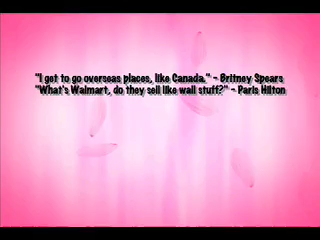 "I get to go overseas places, like Canada." - Britney Spears
"What's Walmart, do they sell like wall stuff?" - Paris Hilton